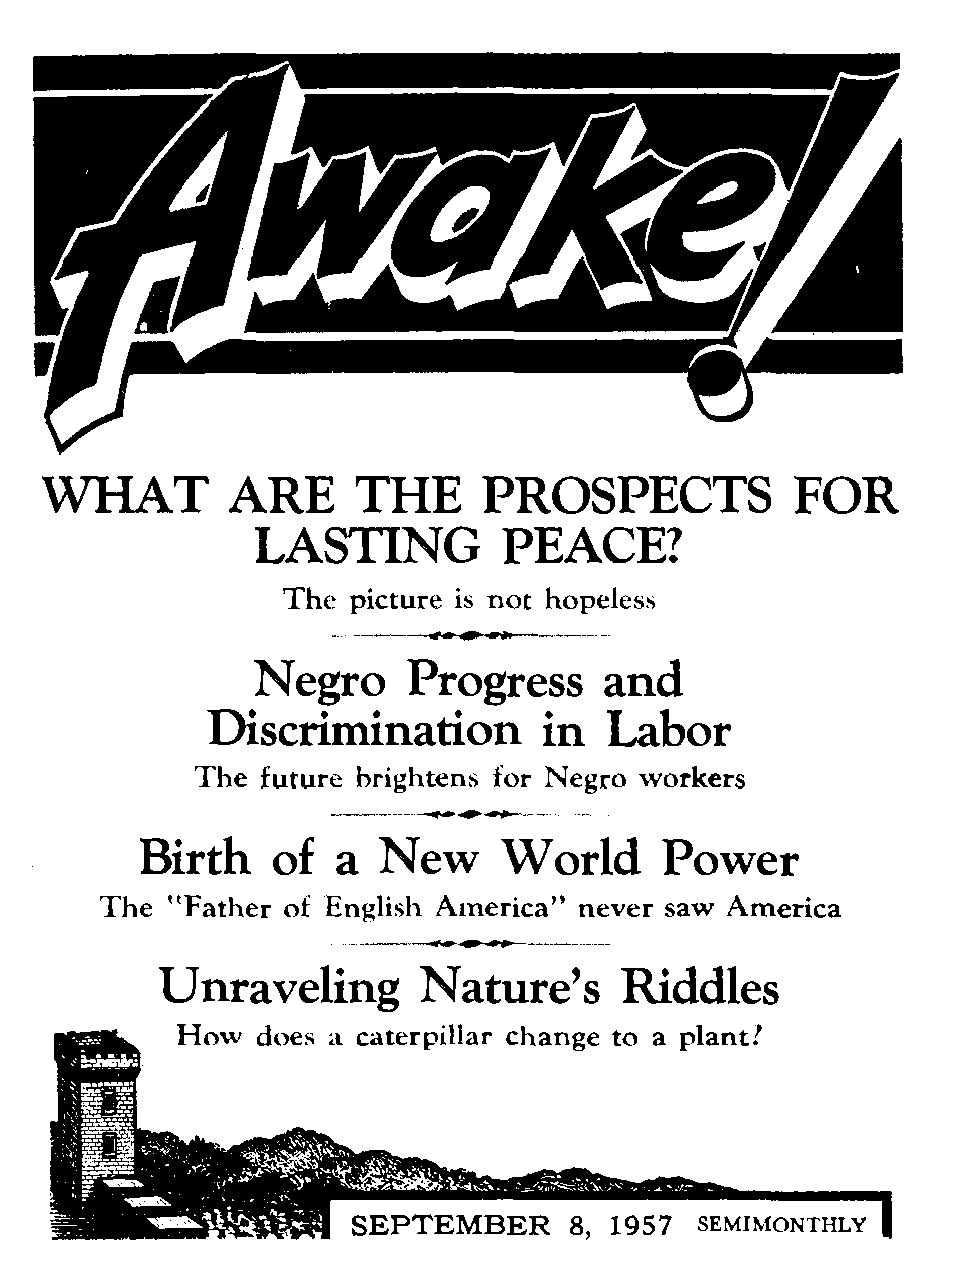 Awake!
WHAT ARE THE PROSPECTS FOR
LASTING PEACE?
The picture is not hopeless
Negro Progress and
Discrimination in Labor
The future brightens for Negro workers
Birth of a New World Power
The "Father of English America" never saw America
Unraveling Nature's Riddles
How does a caterpillar change to a plant?
SEPTEMBER 8, 1957 SEMIMONTHLY